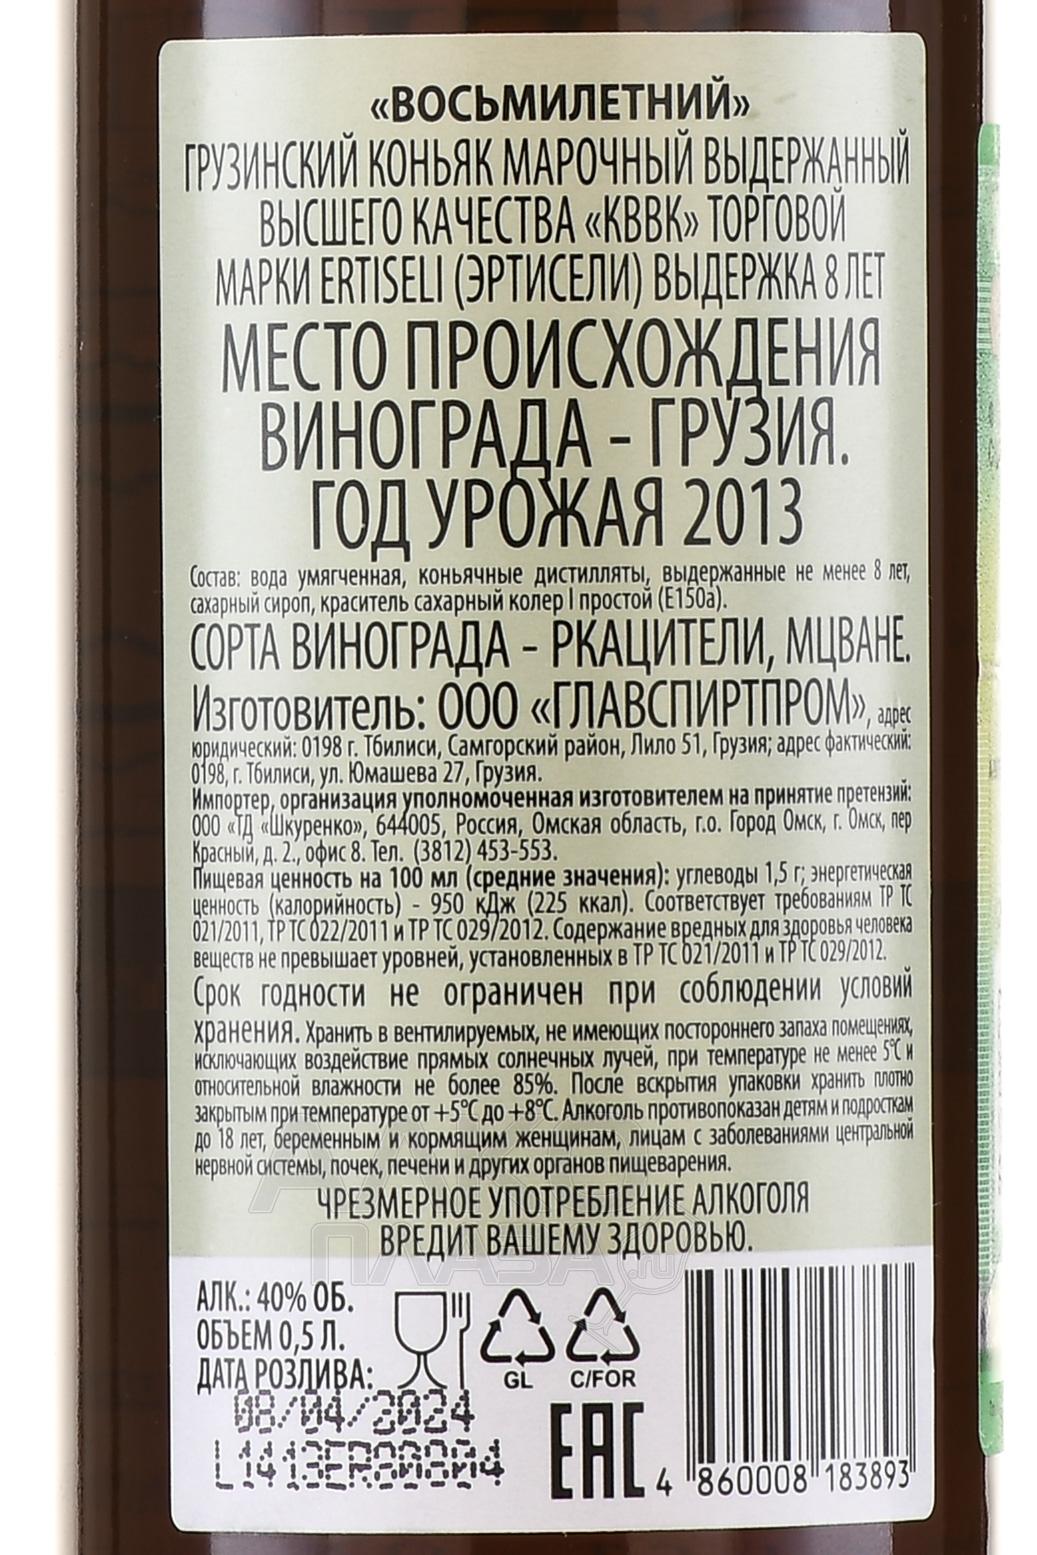 «ВОСЬМИЛЕТНИЙ»
ГРУЗИНСКИЙ КОНЬЯК МАРОЧНЫЙ ВЫДЕРЖАННЫЙ
ВЫСШЕГО КАЧЕСТВА «КВВК» ТОРГОВОЙ
МАРКИ ERTISELI (ЭРТИСЕЛИ) ВЫДЕРЖКА 8 ЛЕТ
МЕСТО ПРОИСХОЖДЕНИЯ
ВИНОГРАДА - ГРУЗИЯ.
ГОД УРОЖАЯ 2013
Состав: вода умягченная, коньячные дистилляты, выдержанные не менее 8 лет,
сахарный сироп, краситель сахарный колер I простой (Е150а).
СОРТА ВИНОГРАДА - РКАЦИТЕЛИ, МЦВАНЕ.
Изготовитель: ООО «ГЛАВСПИРТПРОМ», адрес
юридический: 0198 г. Тбилиси, Самгорский район, Лило 51, Грузия; адрес фактический:
0198, г. Тбилиси, ул. Юмашева 27, Грузия.
Импортер, организация уполномоченная изготовителем на принятие претензий:
ООО «ТД «Шкуренко», 644005, Россия, Омская область, г.о. Город Омск, г. Омск, пер
Красный, д. 2., офис 8. Тел. (3812) 453-553.
Пищевая ценность на 100 мл (средние значения): углеводы 1,5 г; энергетическая
ценность (калорийность) - 950 кДж (225 ккал). Соответствует требованиям ТР ТС
021/2011, ТР ТС 022/2011 и ТР ТС 029/2012. Содержание вредных для здоровья человека
веществ не превышает уровней, установленных в ТР ТС 021/2011 и ТР ТС 029/2012.
Срок годности не ограничен при соблюдении условий
хранения. Хранить в вентилируемых, не имеющих постороннего запаха помещениях,
исключающих воздействие прямых солнечных лучей, при температуре не менее 5°С и
относительной влажности не более 85%. После вскрытия упаковки хранить плотно
закрытым при температуре от +5°С до +8°С. Алкоголь противопоказан детям и подросткам
до 18 лет, беременным и кормящим женщинам, лицам с заболеваниями центральной
нервной системы, почек, печени и других органов пищеварения.
ЧРЕЗМЕРНОЕ УПОТРЕБЛЕНИЕ АЛКОГОЛЯ
ВРЕДИТ ВАШЕМУ ЗДОРОВЬЮ.
АЛКО
ПЛАЗА.ru
АЛК.: 40% ОБ.
ОБЪЕМ 0,5 Л.
ДАТА РОЗЛИВА:
08/04/2024
GL
C/FOR
EAC
4 860008 183893